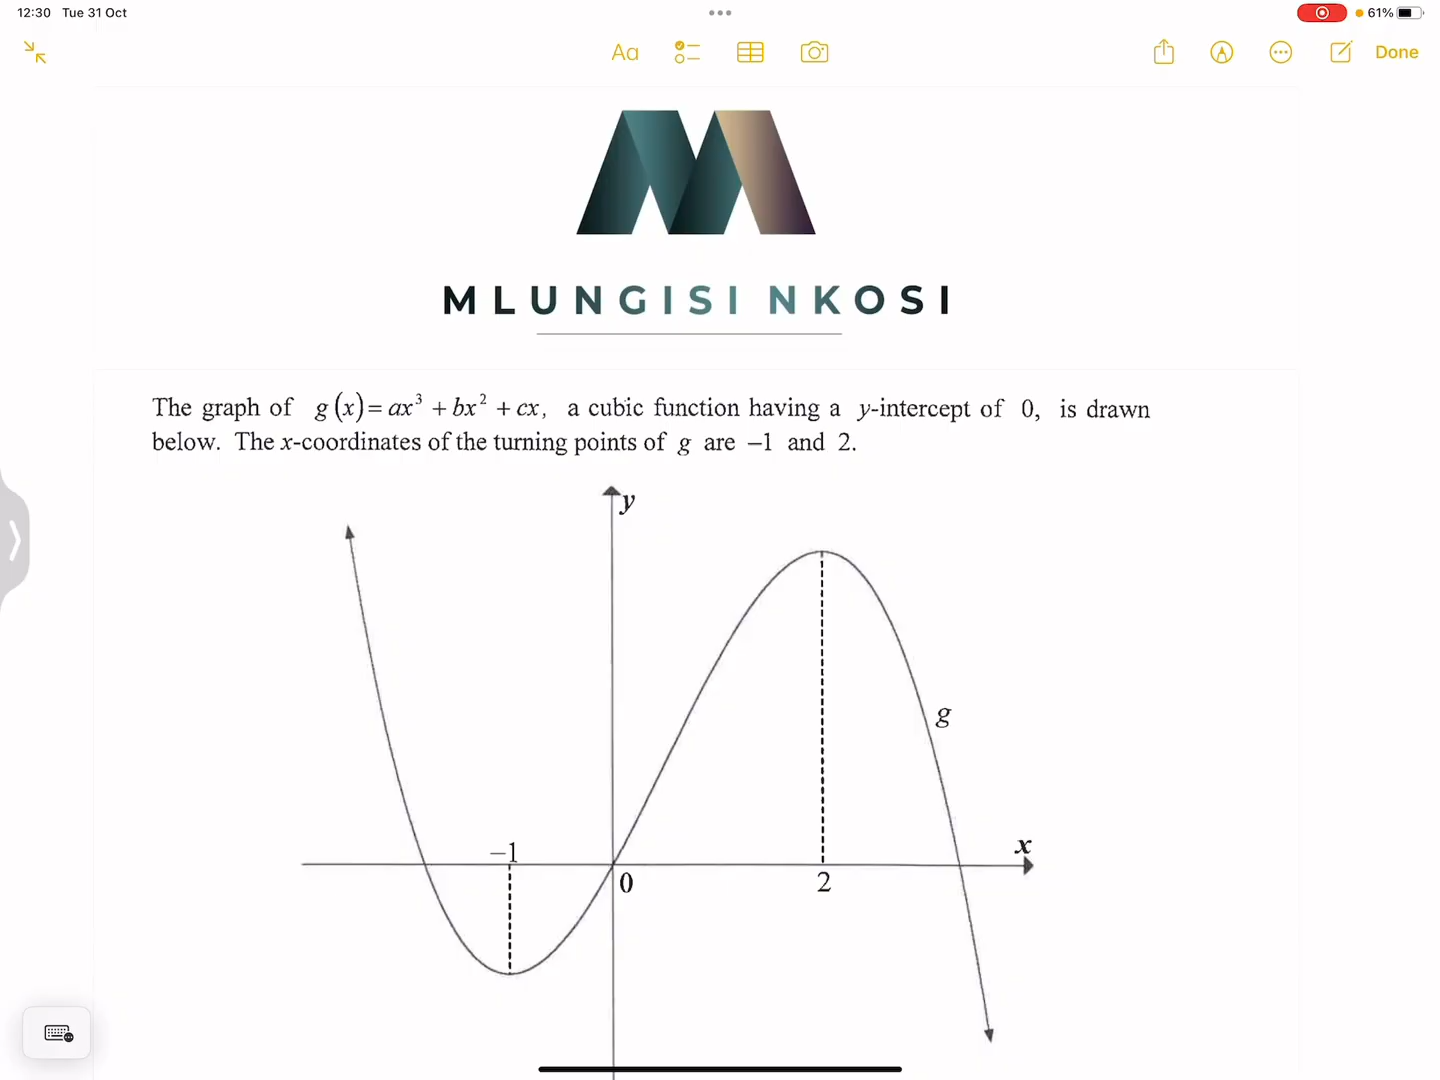 12:30 Tue 31 Oct
61%
Aa
Done
MLUNGISI NKOSI
The graph of g(x)= ax³ + bx² + cx, a cubic function having a y-intercept of 0, is drawn
below. The x-coordinates of the turning points of g are –1 and 2.
y
g
–1
x
0
2